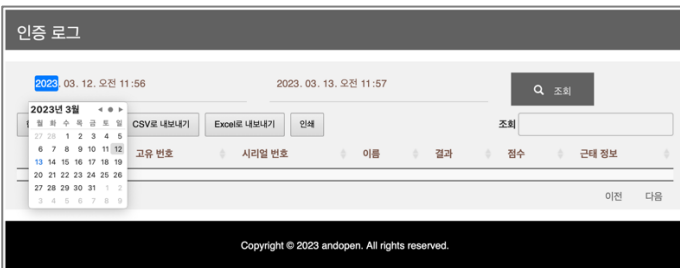 인증 로그
2023. 03. 12. 오전 11:56
2023. 03. 13. 오전 11:57
조회
2023년 3월
월 화 수 목 금 토 일
27 28 1 2 3 4 5
6 7 8 9 10 11 12
13 14 15 16 17 18 19
20 21 22 23 24 25 26
27 28 29 30 31 1 2
3 4 5 6 7 8 9
CSV로 내보내기 Excel로 내보내기 인쇄
조회
고유 번호 시리얼 번호 이름 결과 점수 근태 정보
이전 다음
Copyright © 2023 andopen. All rights reserved.